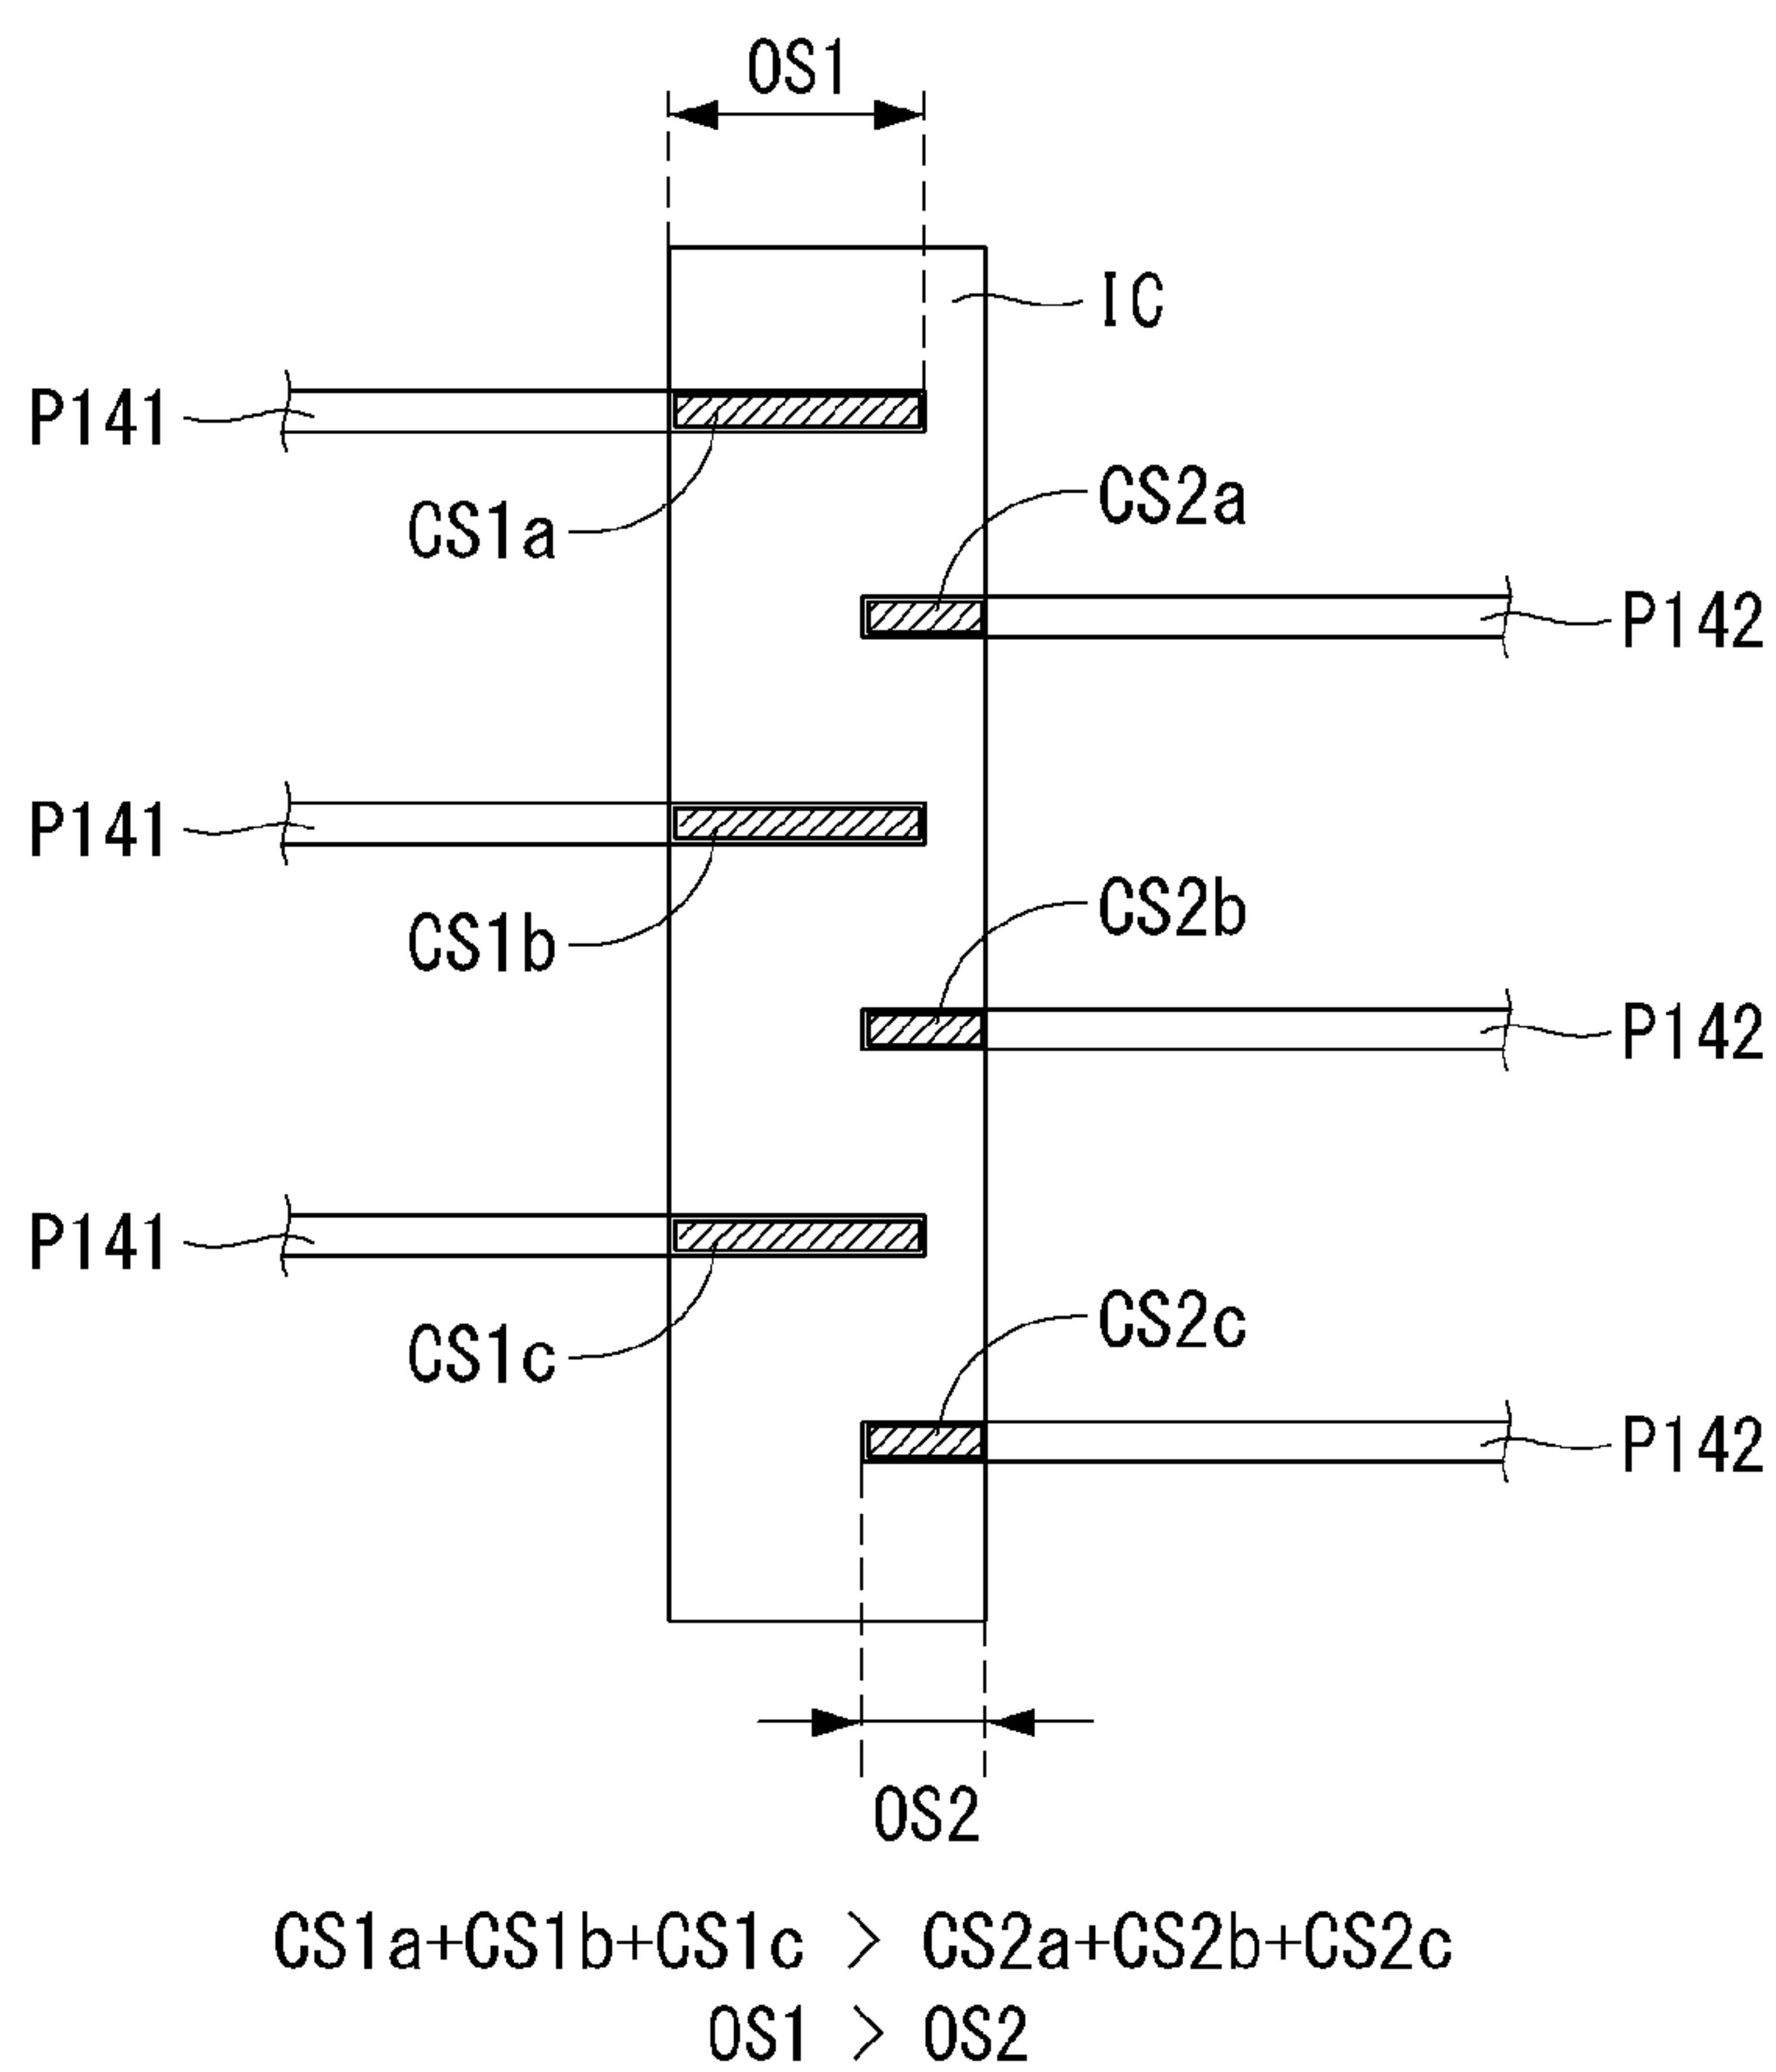 OS1
IC
P141
CS1a
CS2a
P142
P141
CS1b
CS2b
P142
P141
CS1c
CS2c
P142
OS2
CS1a+CS1b+CS1c > CS2a+CS2b+CS2c
OS1 > OS2